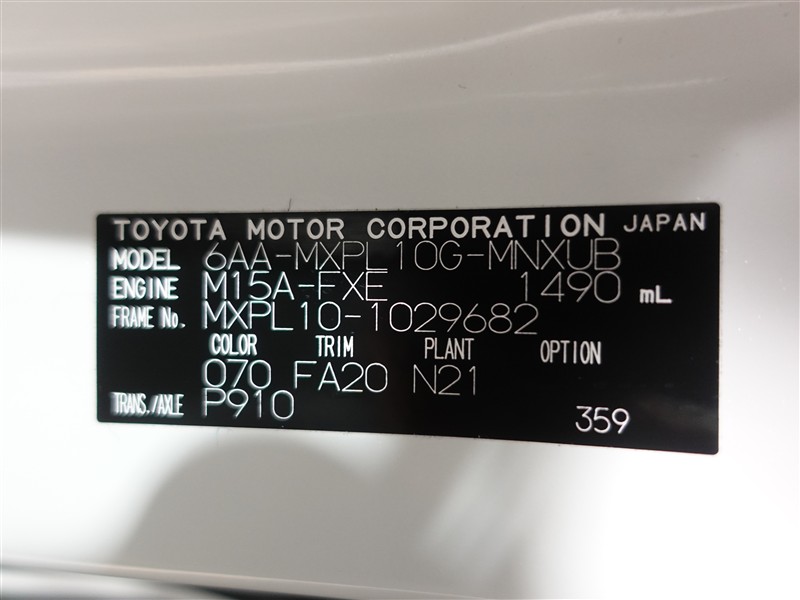 TOYOTA MOTOR CORPORATION JAPAN
MODEL 6AA-MXPL10G-MNXUB
ENGINE M15A-FXE 1490 mL
FRAME No. MXPL10-1029682
COLOR TRIM PLANT OPTION
070 FA20 N21
TRANS./AXLE P910
359